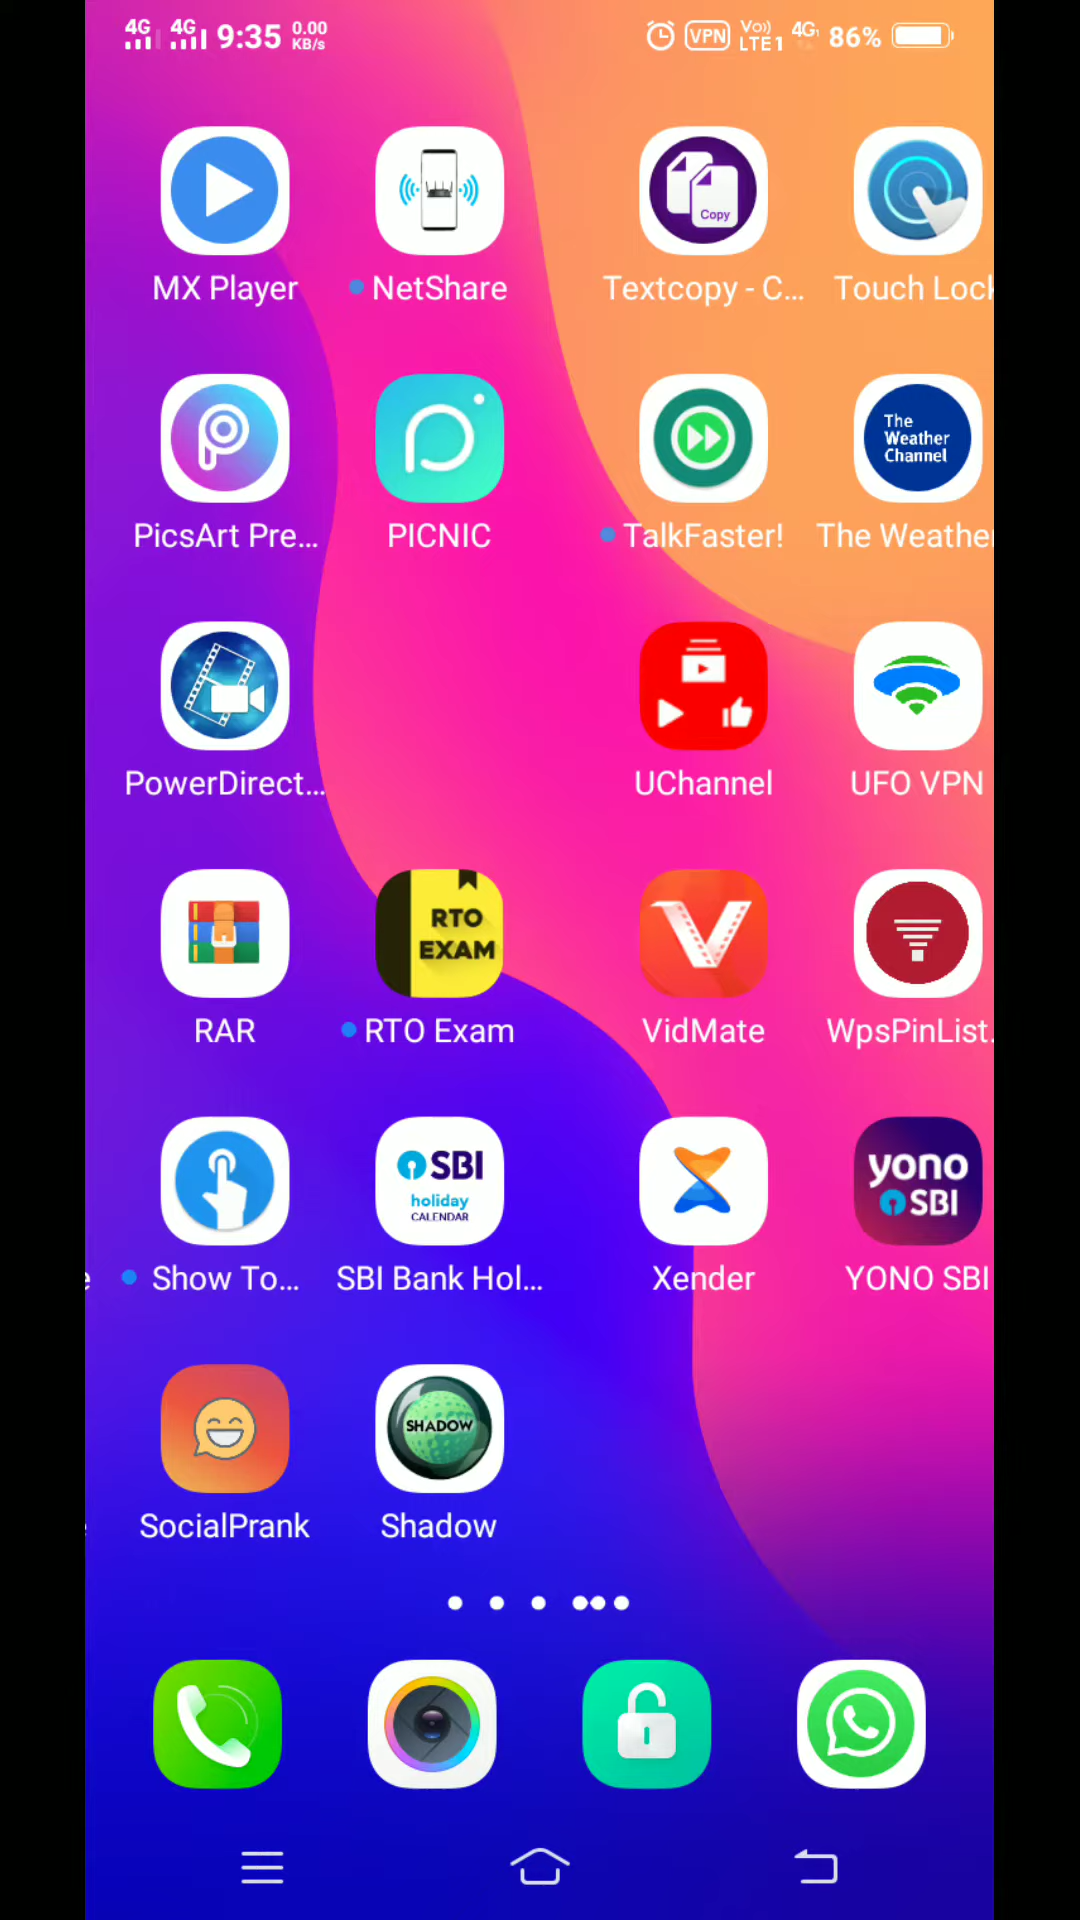 4G 4G 9:35 0.00 KB/s VPN Vo)) LTE1 4G 86%
Copy
MX Player NetShare Textcopy - C... Touch Lock
The Weather Channel
PicsArt Pre... PICNIC TalkFaster! The Weather
PowerDirect... UChannel UFO VPN
RTO EXAM
RAR RTO Exam VidMate WpsPinList.
SBI holiday CALENDAR yono SBI
Show To... SBI Bank Hol... Xender YONO SBI
SHADOW
SocialPrank Shadow